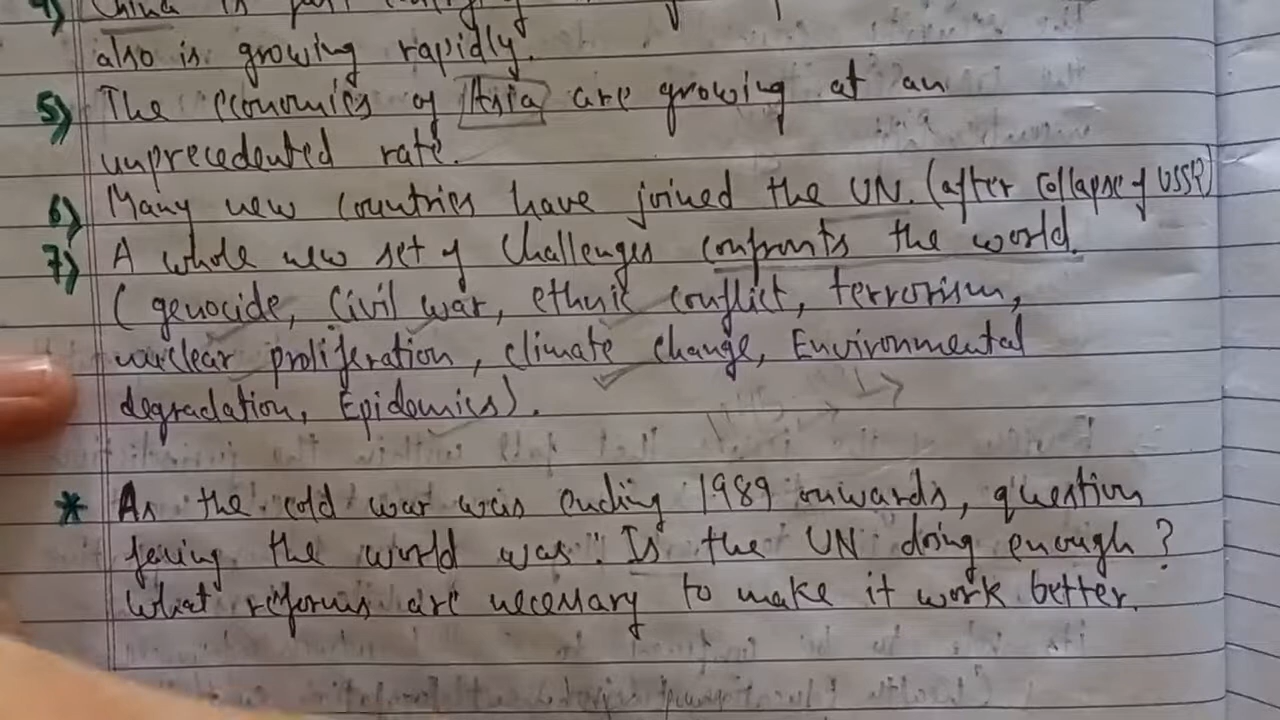 4) China is fast
also is growing rapidly.
5) The economies of Asia are growing at an
unprecedented rate.
6) Many new countries have joined the UN. (after collapse of USSR)
7) A whole new set of challenges confronts the world.
(genocide, Civil war, ethnic conflict, terrorism,
nuclear proliferation, climate change, Environmental
degradation, Epidemics).
* As the cold war was ending 1989 onwards, question
facing the world was: Is the UN doing enough?
What reforms are necessary to make it work better.